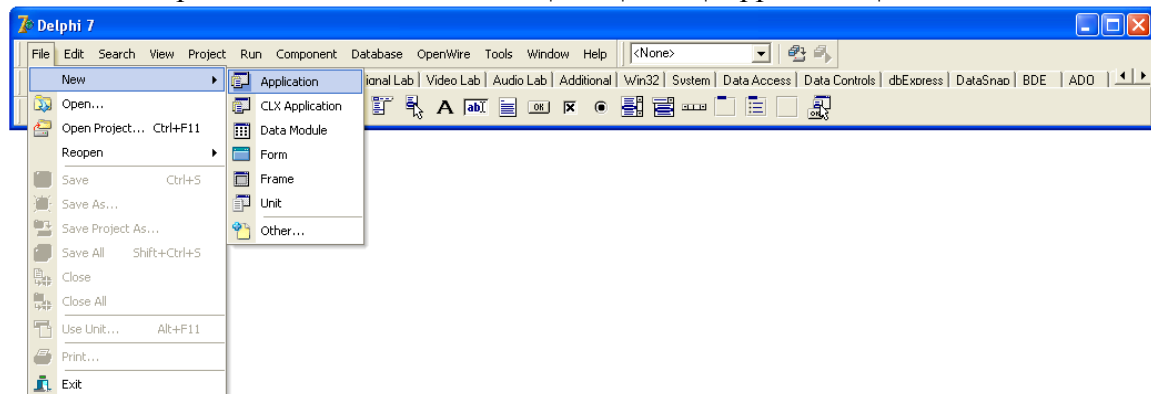 Delphi 7
File Edit Search View Project Run Component Database OpenWire Tools Window Help <None>
New Application ional Lab Video Lab Audio Lab Additional Win32 System Data Access Data Controls dbExpress DataSnap BDE ADO
Open... CLX Application
Open Project... Ctrl+F11 Data Module
Reopen Form
Save Ctrl+S Frame
Save As... Unit
Save Project As...
Other...
Save All Shift+Ctrl+S
Close
Close All
Use Unit... Alt+F11
Print...
Exit